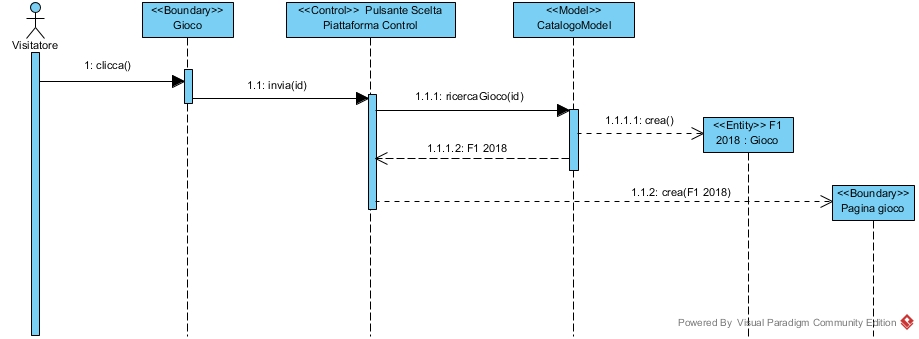 <<Boundary>>
Gioco
<<Control>> Pulsante Scelta
Piattaforma Control
<<Model>>
CatalogoModel
Visitatore
1: clicca()
1.1: invia(id)
1.1.1: ricercaGioco(id)
1.1.1.1: crea()
<<Entity>> F1
2018 : Gioco
1.1.1.2: F1 2018
1.1.2: crea(F1 2018)
<<Boundary>>
Pagina gioco
Powered By Visual Paradigm Community Edition